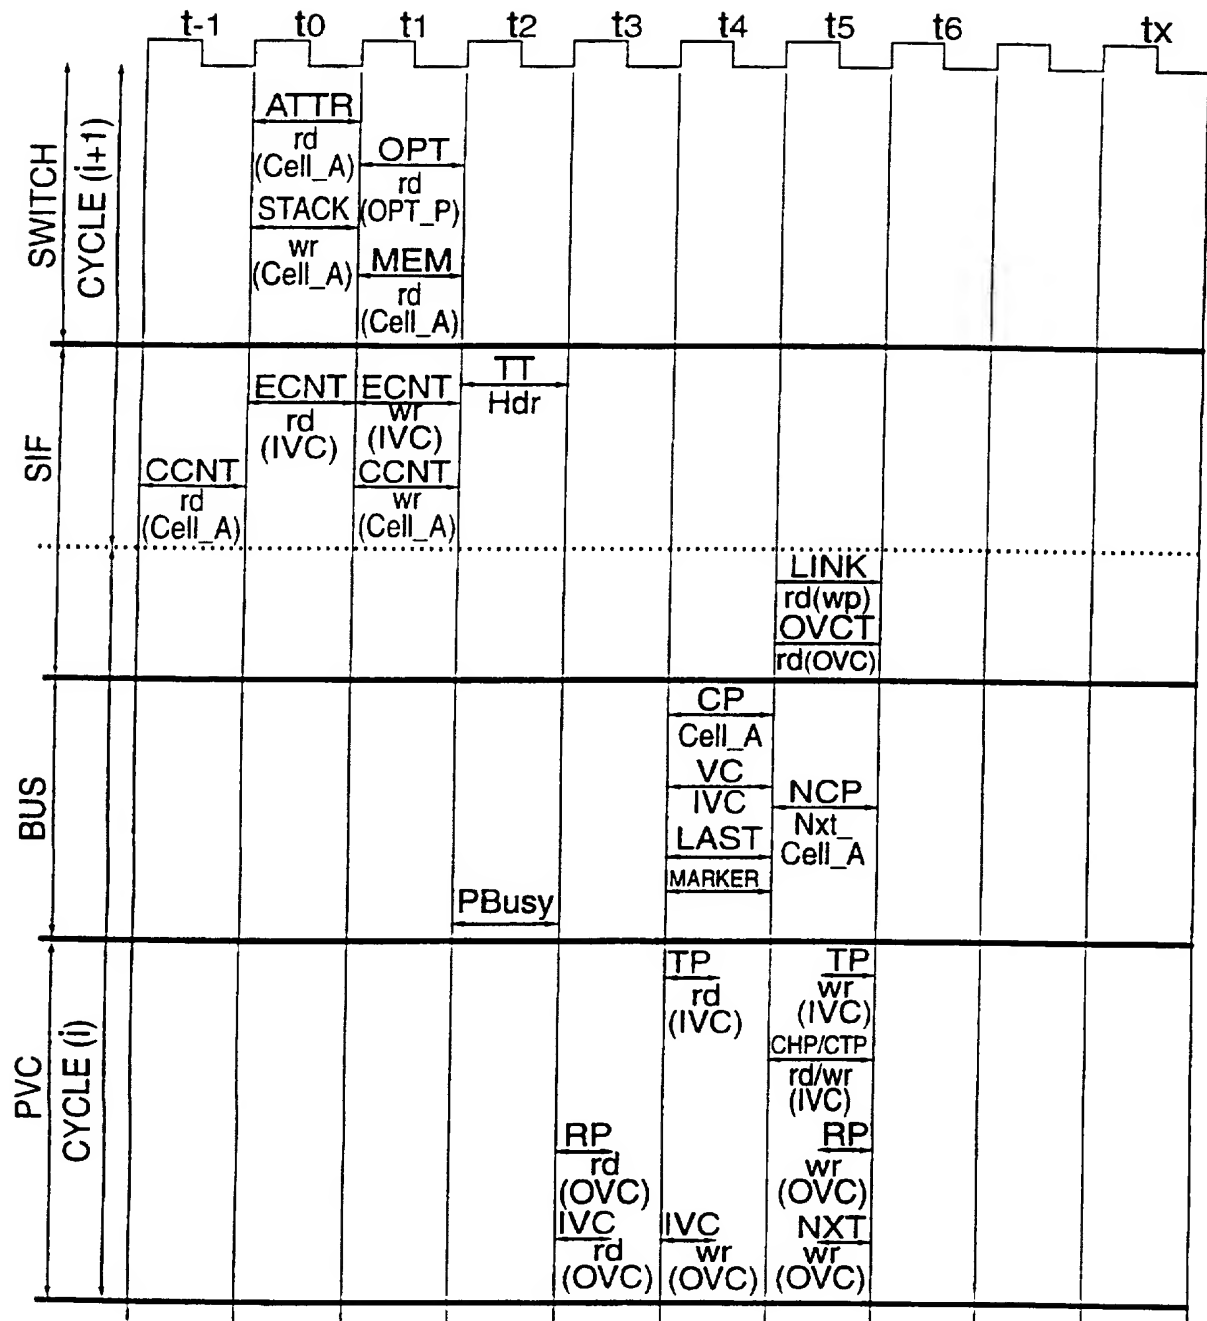 t-1 t0 t1 t2 t3 t4 t5 t6 tx
SWITCH
CYCLE (i+1)
ATTR
rd
(Cell_A)
STACK
wr
(Cell_A)
OPT
rd
(OPT_P)
MEM
rd
(Cell_A)
SIF
CCNT
rd
(Cell_A)
ECNT
rd
(IVC)
ECNT
wr
(IVC)
CCNT
wr
(Cell_A)
TT
Hdr
LINK
rd(wp)
OVCT
rd(OVC)
BUS
PBusy
CP
Cell_A
VC
IVC
LAST
MARKER
NCP
Nxt_
Cell_A
PVC
CYCLE (i)
RP
rd
(OVC)
IVC
rd
(OVC)
TP
rd
(IVC)
IVC
wr
(OVC)
TP
wr
(IVC)
CHP/CTP
rd/wr
(IVC)
RP
wr
(OVC)
NXT
wr
(OVC)